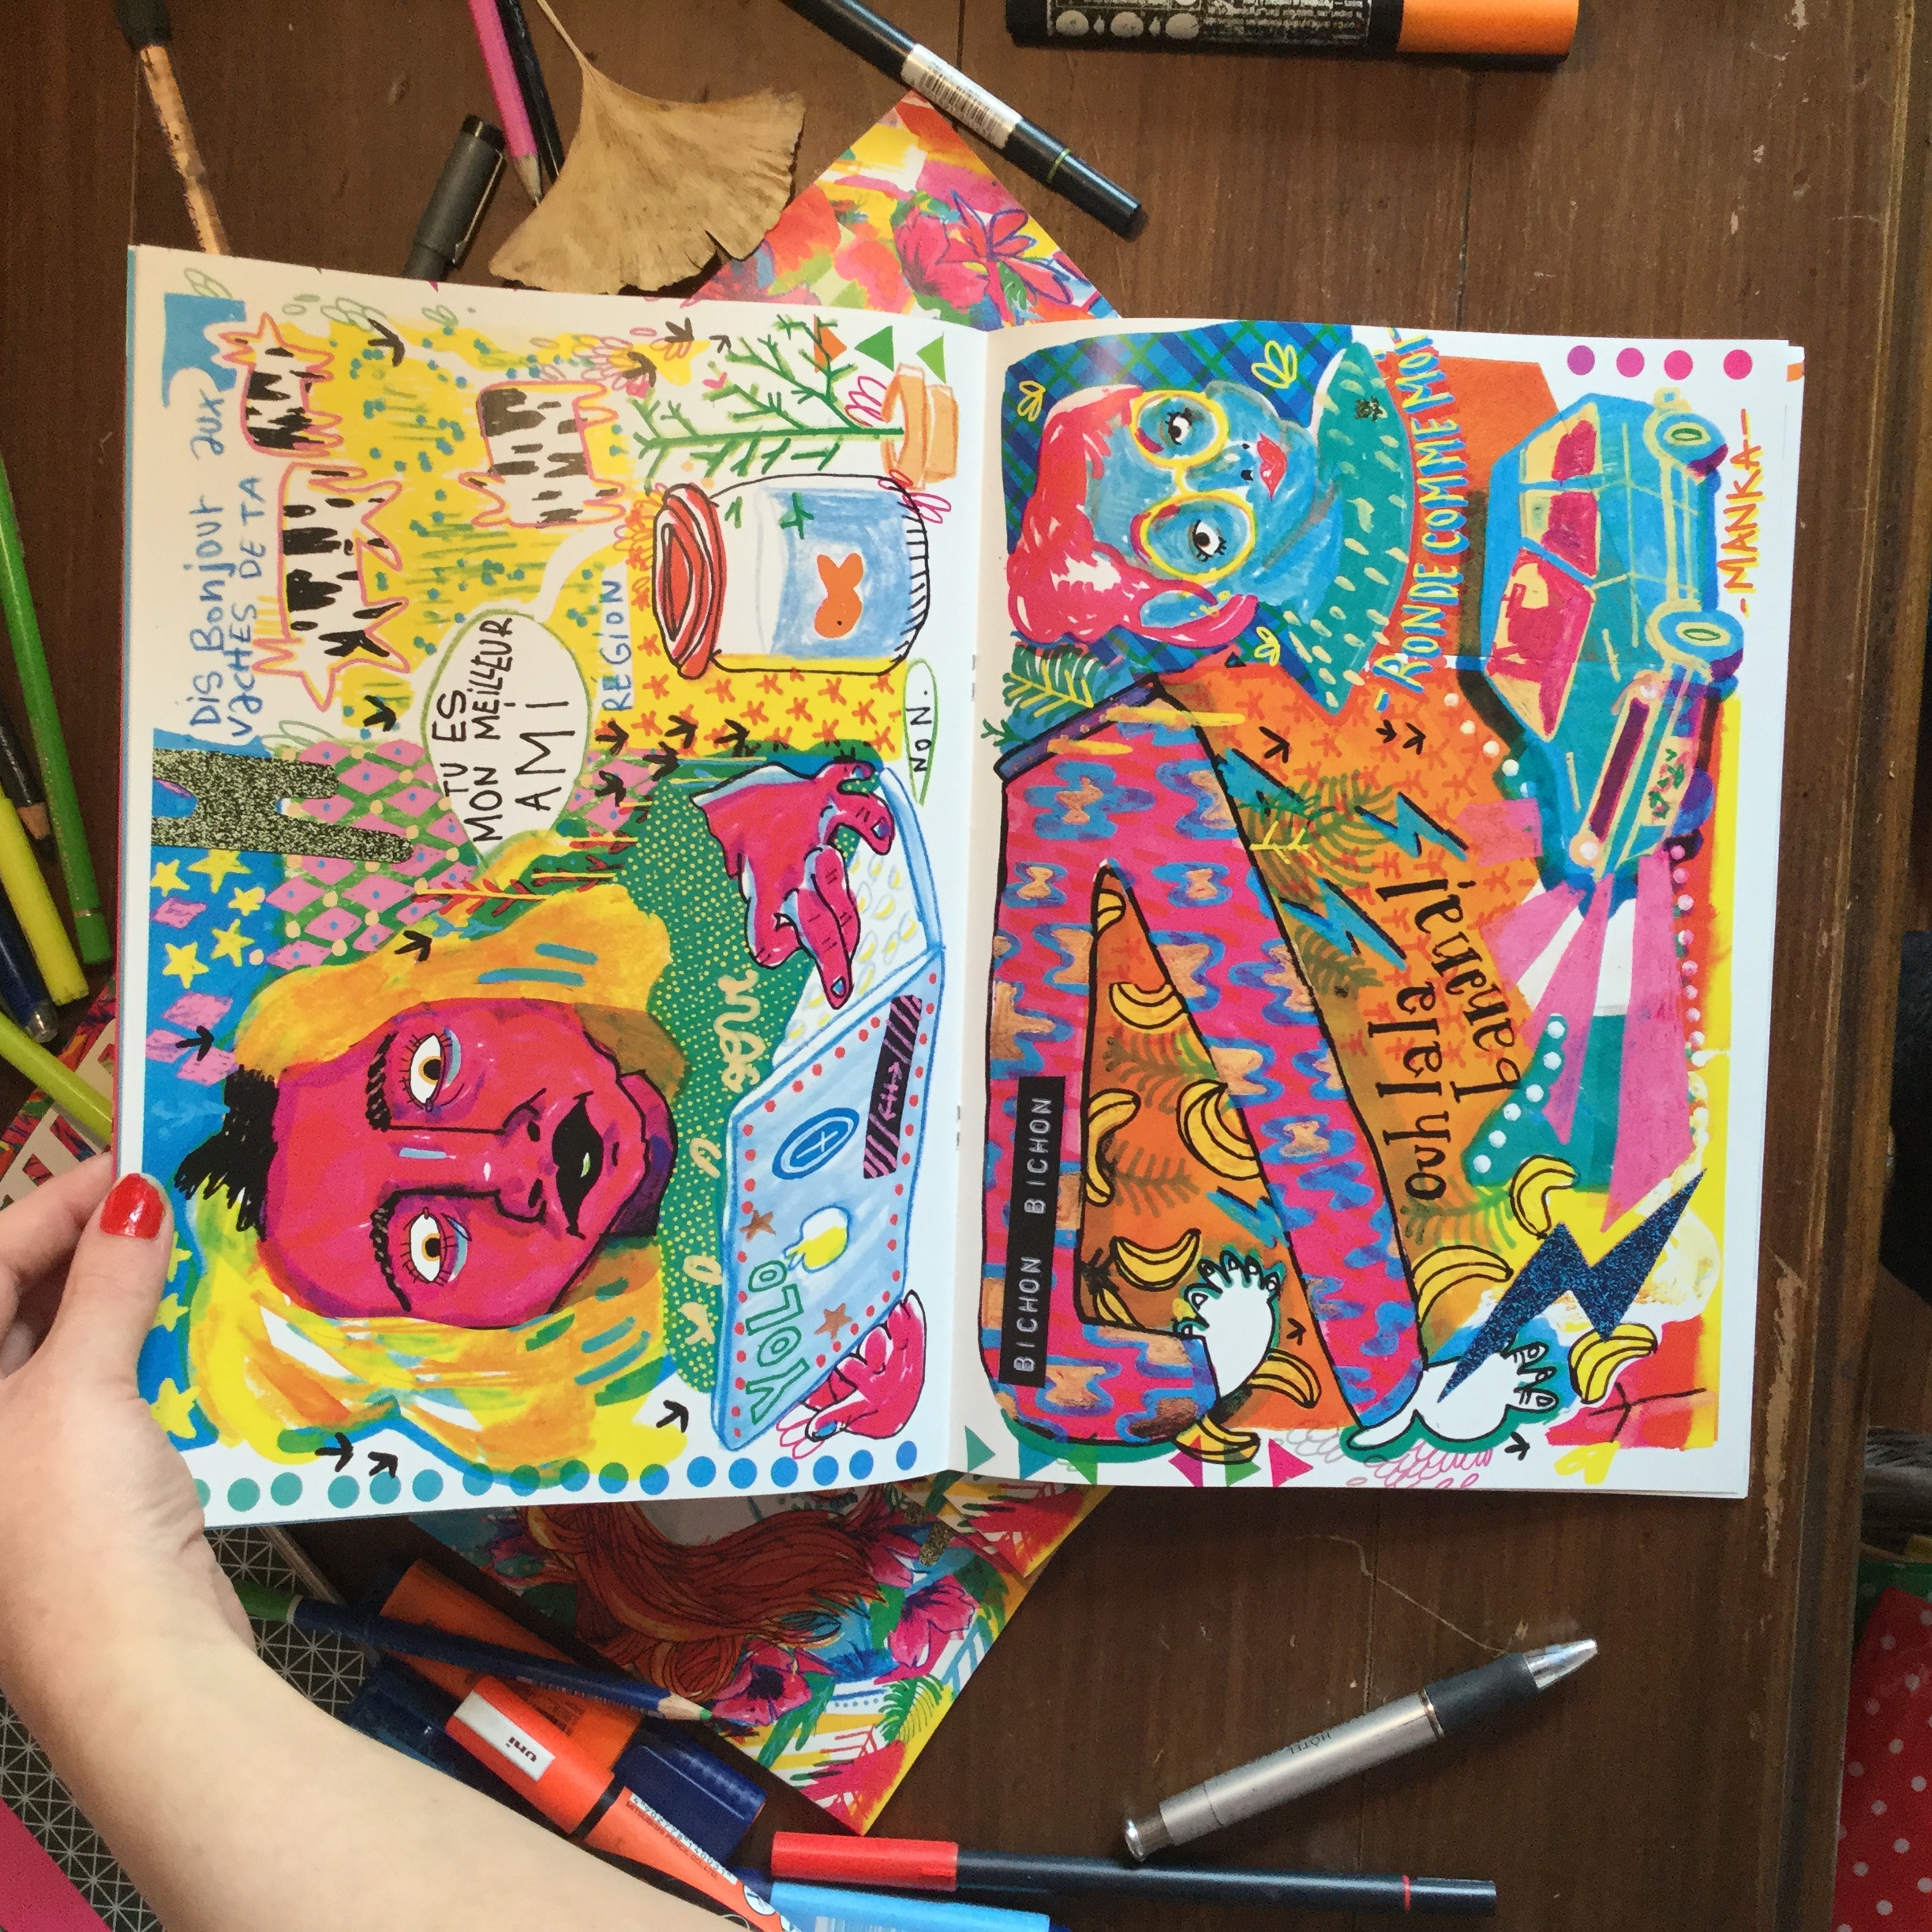 DIS BONJOUR AUX
VACHES DE TA
TU ES
MON MEILLEUR
AMI
RÉGION
YOLO
NON.
BICHON BICHON
Ouh lala
banana!
-RONDE COMME MOI-
-MANKA-
uni